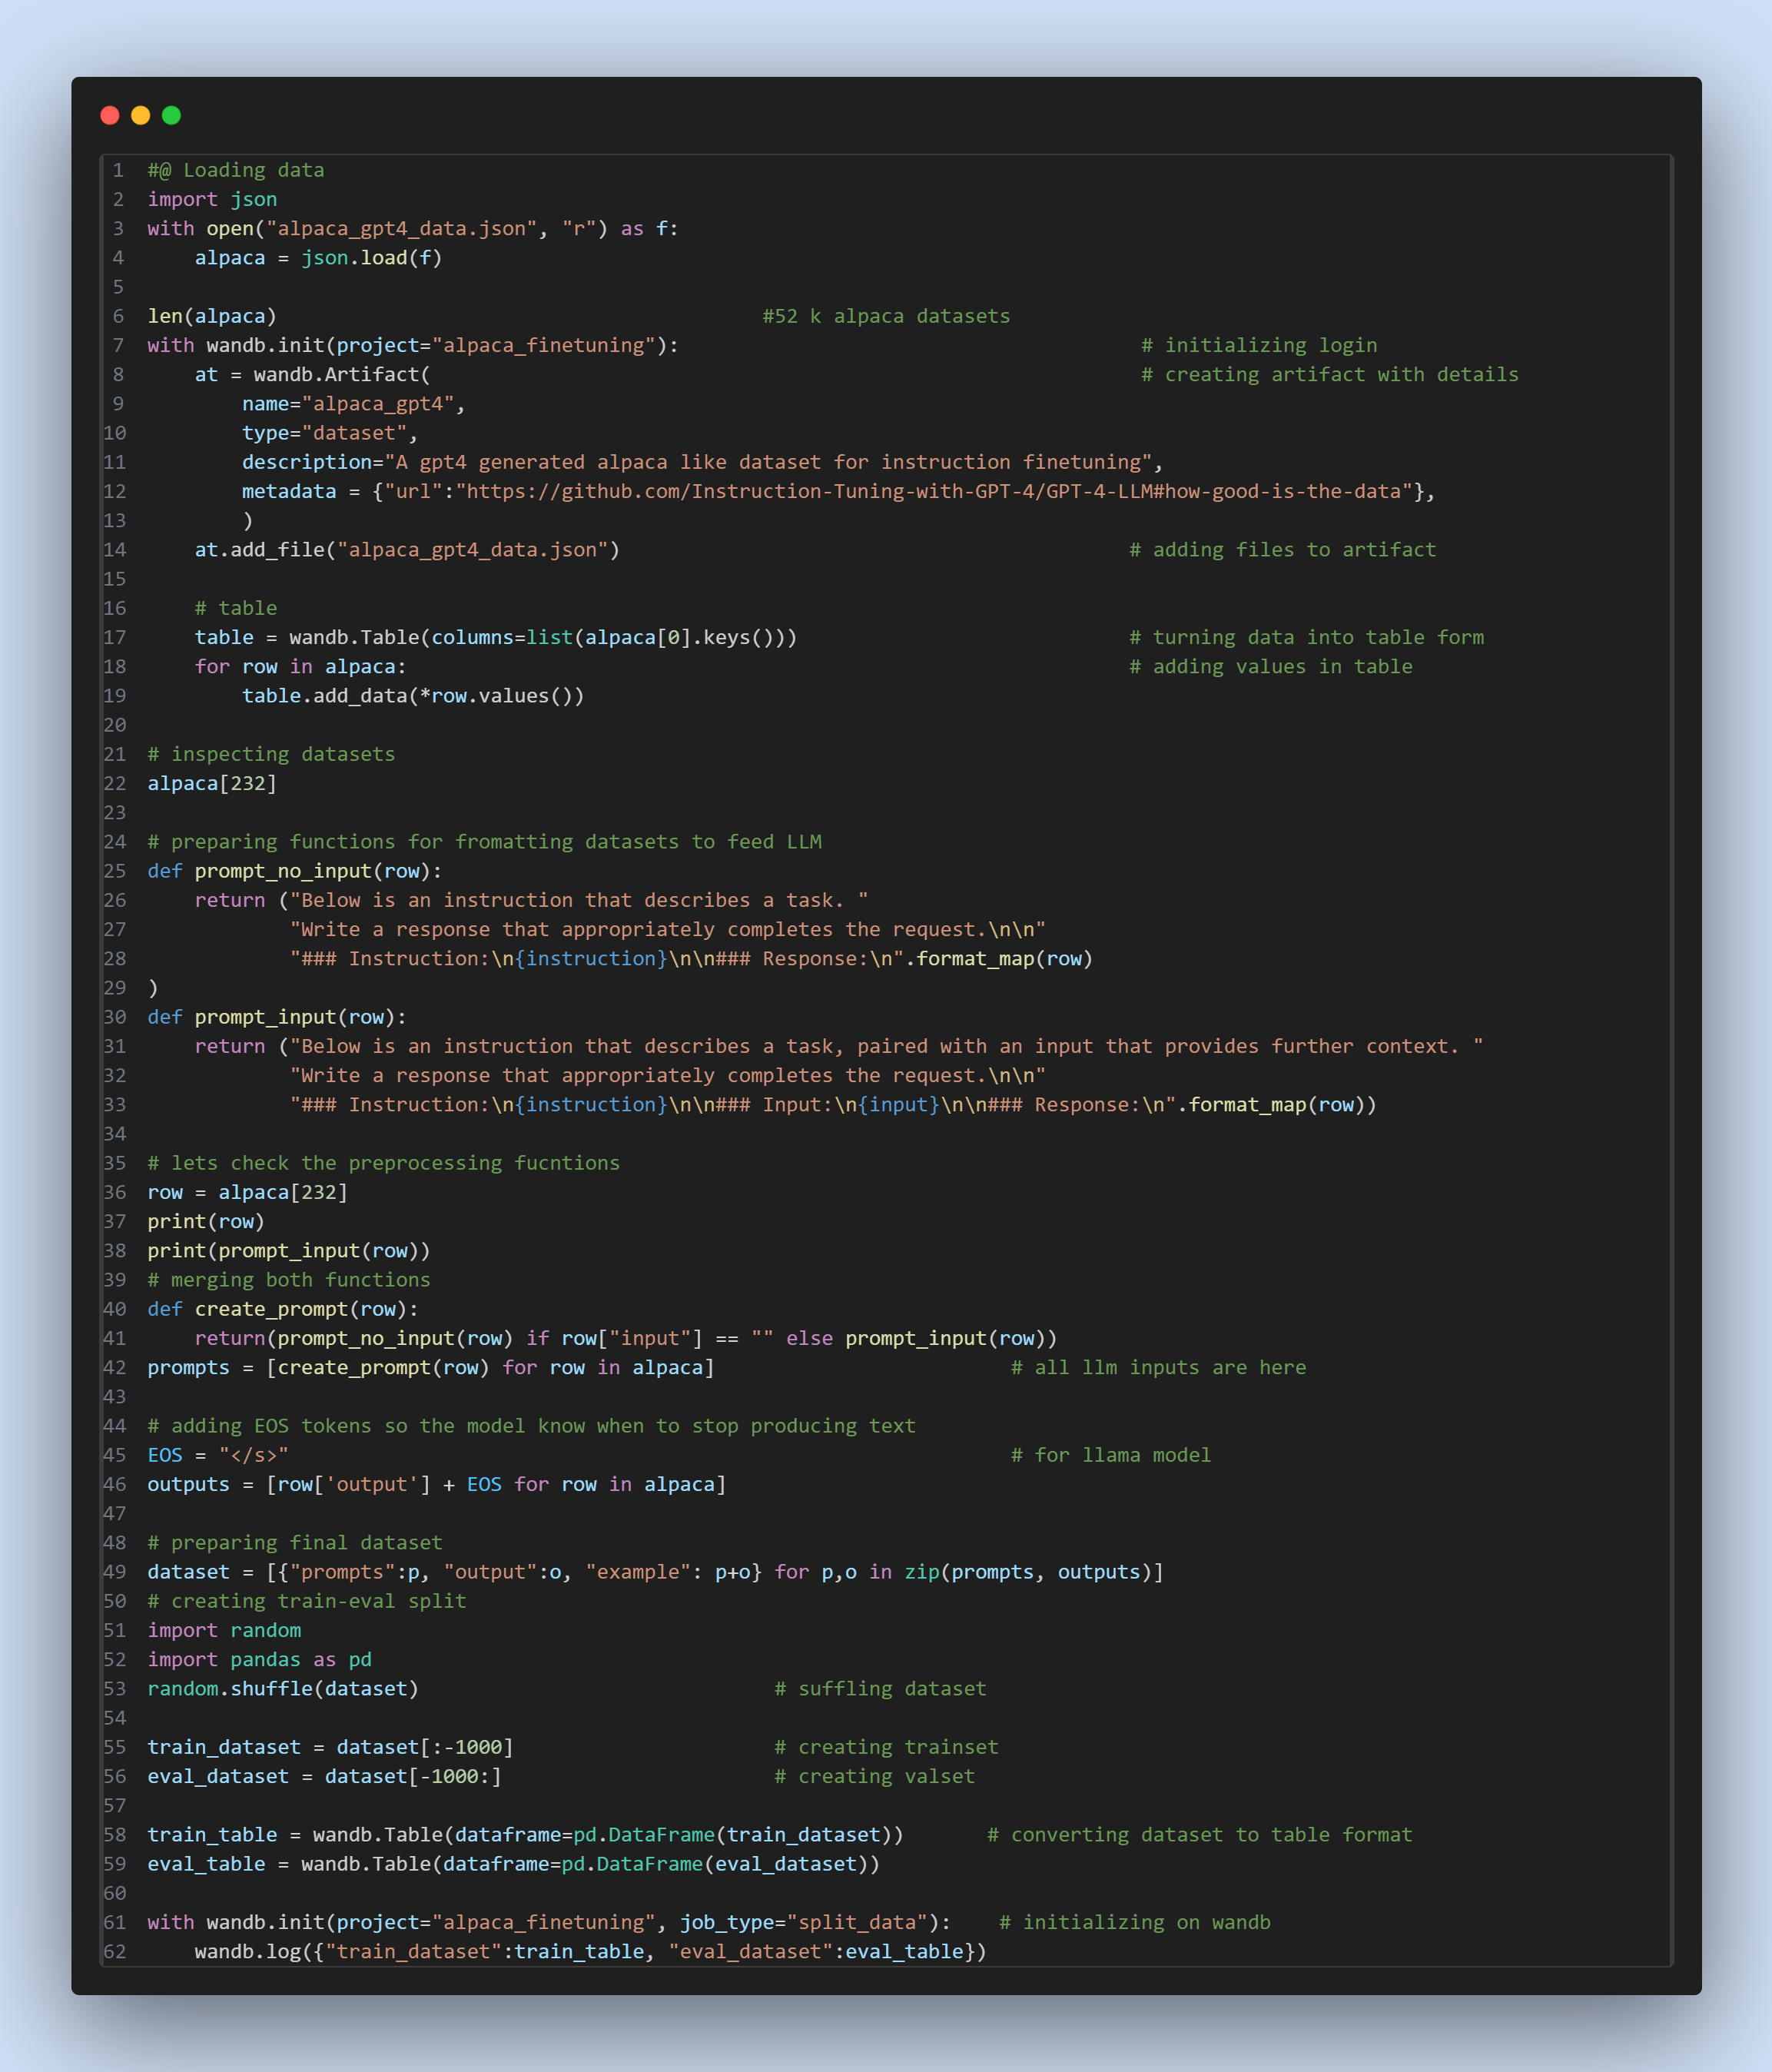 1 #@ Loading data
2 import json
3 with open("alpaca_gpt4_data.json", "r") as f:
4     alpaca = json.load(f)
5
6 len(alpaca)                                         #52 k alpaca datasets
7 with wandb.init(project="alpaca_finetuning"):                                       # initializing login
8     at = wandb.Artifact(                                                            # creating artifact with details
9         name="alpaca_gpt4",
10         type="dataset",
11         description="A gpt4 generated alpaca like dataset for instruction finetuning",
12         metadata = {"url":"https://github.com/Instruction-Tuning-with-GPT-4/GPT-4-LLM#how-good-is-the-data"},
13         )
14     at.add_file("alpaca_gpt4_data.json")                                           # adding files to artifact
15
16     # table
17     table = wandb.Table(columns=list(alpaca[0].keys()))                            # turning data into table form
18     for row in alpaca:                                                             # adding values in table
19         table.add_data(*row.values())
20
21 # inspecting datasets
22 alpaca[232]
23
24 # preparing functions for fromatting datasets to feed LLM
25 def prompt_no_input(row):
26     return ("Below is an instruction that describes a task. "
27             "Write a response that appropriately completes the request.\n\n"
28             "### Instruction:\n{instruction}\n\n### Response:\n".format_map(row)
29 )
30 def prompt_input(row):
31     return ("Below is an instruction that describes a task, paired with an input that provides further context. "
32             "Write a response that appropriately completes the request.\n\n"
33             "### Instruction:\n{instruction}\n\n### Input:\n{input}\n\n### Response:\n".format_map(row))
34
35 # lets check the preprocessing fucntions
36 row = alpaca[232]
37 print(row)
38 print(prompt_input(row))
39 # merging both functions
40 def create_prompt(row):
41     return(prompt_no_input(row) if row["input"] == "" else prompt_input(row))
42 prompts = [create_prompt(row) for row in alpaca]                         # all llm inputs are here
43
44 # adding EOS tokens so the model know when to stop producing text
45 EOS = "</s>"                                                             # for llama model
46 outputs = [row['output'] + EOS for row in alpaca]
47
48 # preparing final dataset
49 dataset = [{"prompts":p, "output":o, "example": p+o} for p,o in zip(prompts, outputs)]
50 # creating train-eval split
51 import random
52 import pandas as pd
53 random.shuffle(dataset)                              # suffling dataset
54
55 train_dataset = dataset[:-1000]                      # creating trainset
56 eval_dataset = dataset[-1000:]                       # creating valset
57
58 train_table = wandb.Table(dataframe=pd.DataFrame(train_dataset))       # converting dataset to table format
59 eval_table = wandb.Table(dataframe=pd.DataFrame(eval_dataset))
60
61 with wandb.init(project="alpaca_finetuning", job_type="split_data"):    # initializing on wandb
62     wandb.log({"train_dataset":train_table, "eval_dataset":eval_table})